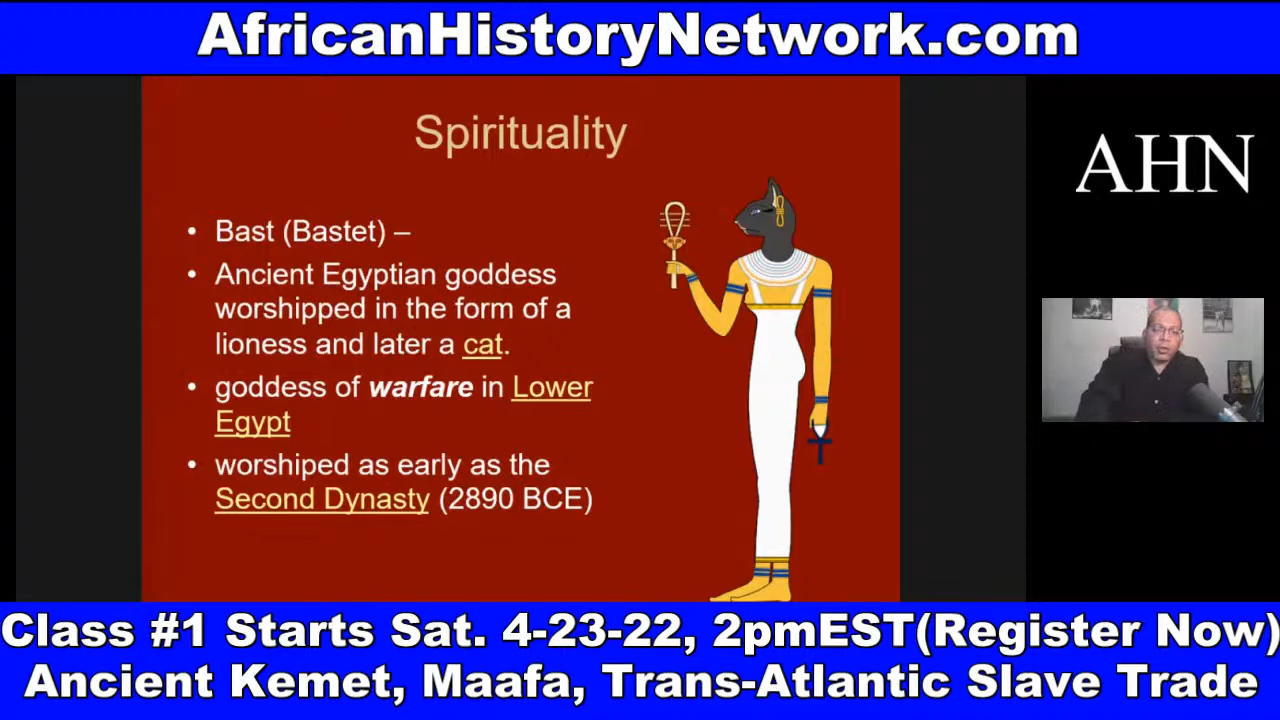 AfricanHistoryNetwork.com
AHN
Spirituality
• Bast (Bastet) –
• Ancient Egyptian goddess
worshipped in the form of a
lioness and later a cat.
• goddess of warfare in Lower
Egypt
• worshiped as early as the
Second Dynasty (2890 BCE)
Class #1 Starts Sat. 4-23-22, 2pmEST(Register Now)
Ancient Kemet, Maafa, Trans-Atlantic Slave Trade